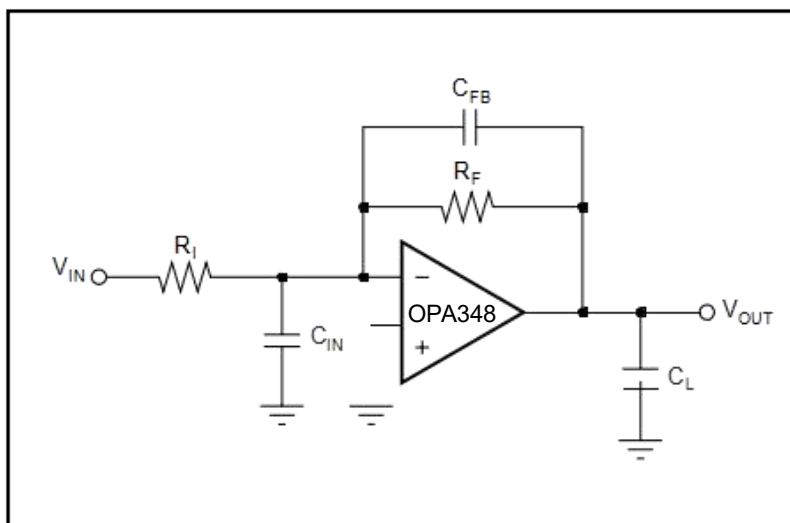 C_FB
R_F
R_I
V_IN
−
OPA348
V_OUT
C_IN
+
C_L